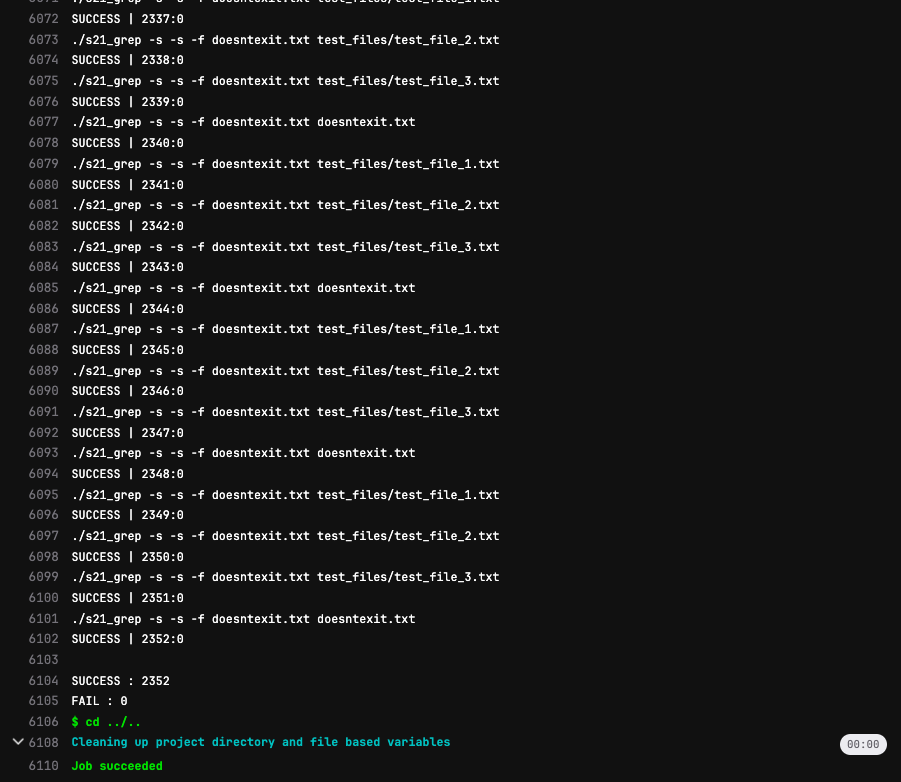 6071 ./s21_grep -s -s -f doesntexit.txt test_files/test_file_1.txt
6072 SUCCESS | 2337:0
6073 ./s21_grep -s -s -f doesntexit.txt test_files/test_file_2.txt
6074 SUCCESS | 2338:0
6075 ./s21_grep -s -s -f doesntexit.txt test_files/test_file_3.txt
6076 SUCCESS | 2339:0
6077 ./s21_grep -s -s -f doesntexit.txt doesntexit.txt
6078 SUCCESS | 2340:0
6079 ./s21_grep -s -s -f doesntexit.txt test_files/test_file_1.txt
6080 SUCCESS | 2341:0
6081 ./s21_grep -s -s -f doesntexit.txt test_files/test_file_2.txt
6082 SUCCESS | 2342:0
6083 ./s21_grep -s -s -f doesntexit.txt test_files/test_file_3.txt
6084 SUCCESS | 2343:0
6085 ./s21_grep -s -s -f doesntexit.txt doesntexit.txt
6086 SUCCESS | 2344:0
6087 ./s21_grep -s -s -f doesntexit.txt test_files/test_file_1.txt
6088 SUCCESS | 2345:0
6089 ./s21_grep -s -s -f doesntexit.txt test_files/test_file_2.txt
6090 SUCCESS | 2346:0
6091 ./s21_grep -s -s -f doesntexit.txt test_files/test_file_3.txt
6092 SUCCESS | 2347:0
6093 ./s21_grep -s -s -f doesntexit.txt doesntexit.txt
6094 SUCCESS | 2348:0
6095 ./s21_grep -s -s -f doesntexit.txt test_files/test_file_1.txt
6096 SUCCESS | 2349:0
6097 ./s21_grep -s -s -f doesntexit.txt test_files/test_file_2.txt
6098 SUCCESS | 2350:0
6099 ./s21_grep -s -s -f doesntexit.txt test_files/test_file_3.txt
6100 SUCCESS | 2351:0
6101 ./s21_grep -s -s -f doesntexit.txt doesntexit.txt
6102 SUCCESS | 2352:0
6103
6104 SUCCESS : 2352
6105 FAIL : 0
6106 $ cd ../..
6108 Cleaning up project directory and file based variables 00:00
6110 Job succeeded